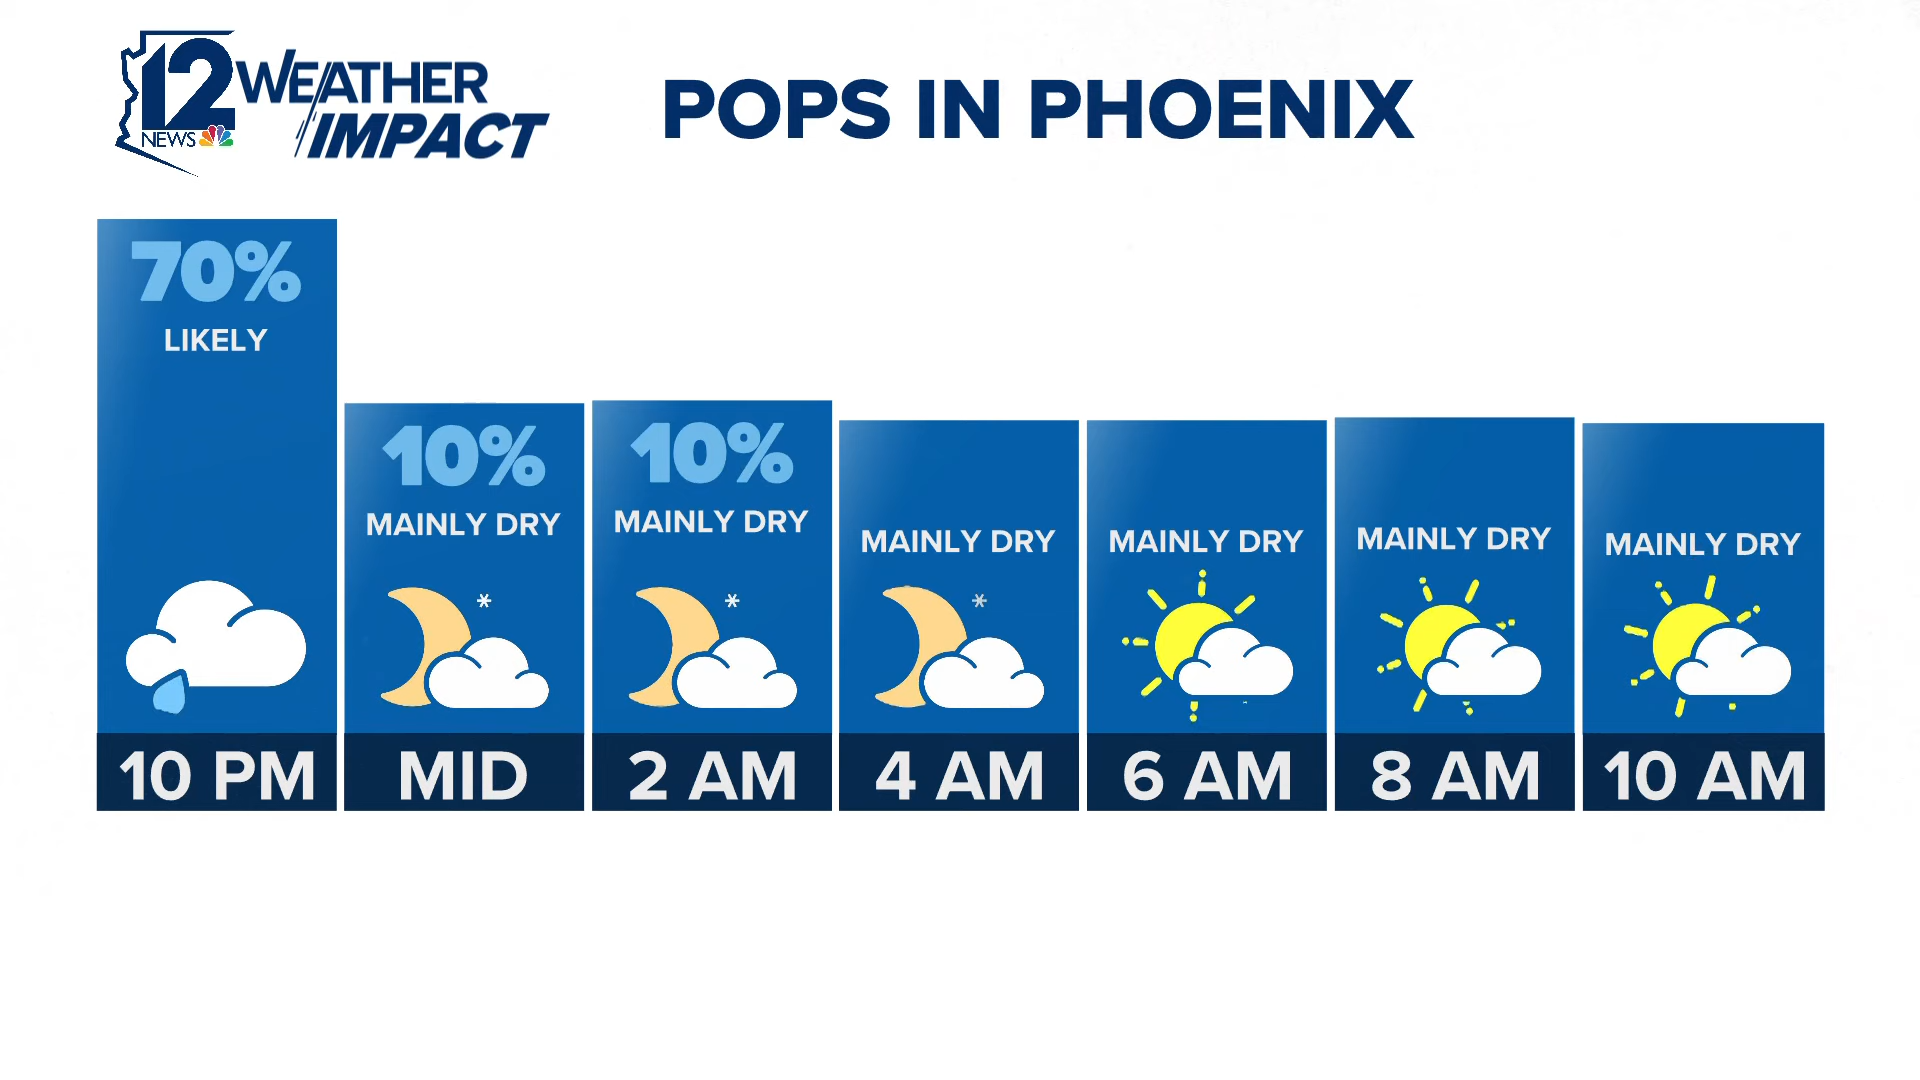 12
NEWS
WEATHER
IMPACT
POPS IN PHOENIX
70%
LIKELY
10 PM
10%
MAINLY DRY
MID
10%
MAINLY DRY
2 AM
MAINLY DRY
4 AM
MAINLY DRY
6 AM
MAINLY DRY
8 AM
MAINLY DRY
10 AM